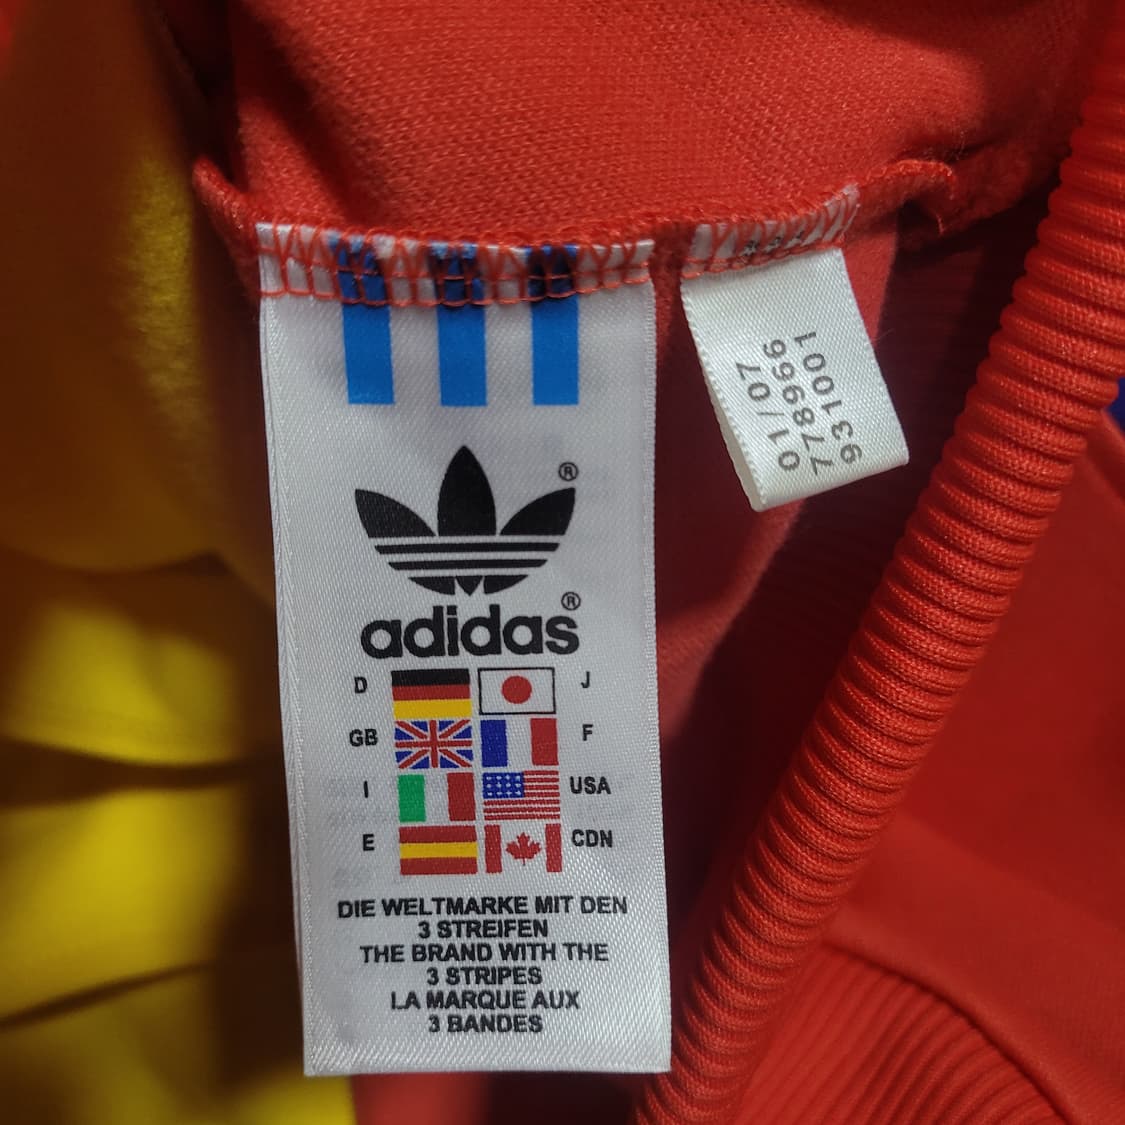 ®
adidas®
D J
GB F
I USA
E CDN
DIE WELTMARKE MIT DEN
3 STREIFEN
THE BRAND WITH THE
3 STRIPES
LA MARQUE AUX
3 BANDES
01/07
778966
931001